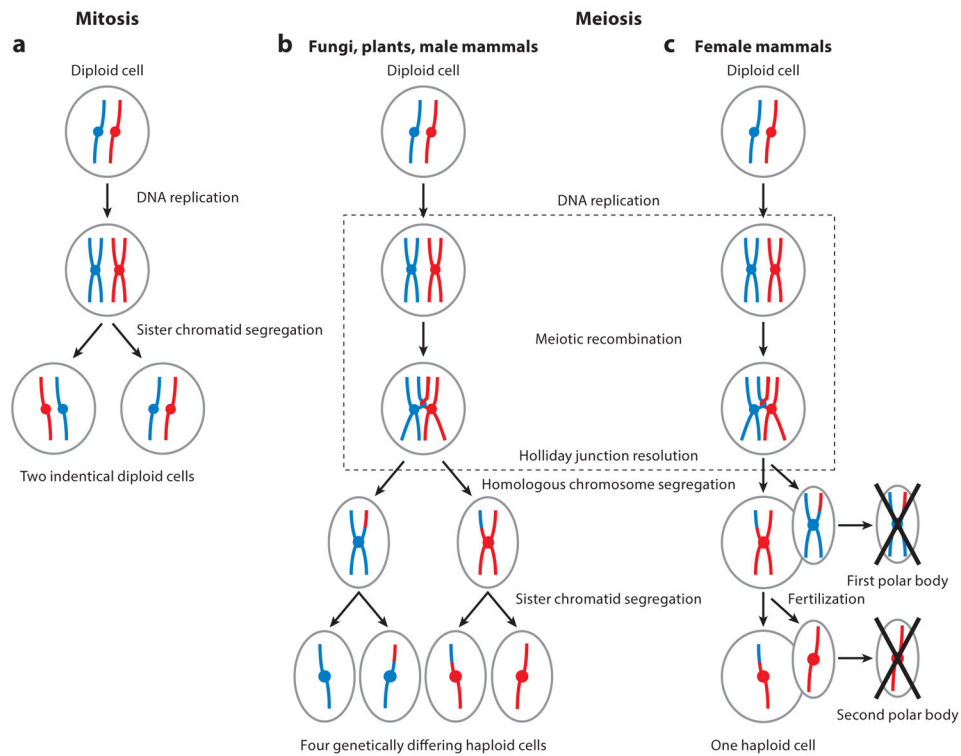 Mitosis
Meiosis
a
b Fungi, plants, male mammals
c Female mammals
Diploid cell
Diploid cell
Diploid cell
DNA replication
DNA replication
Sister chromatid segregation
Meiotic recombination
Two indentical diploid cells
Holliday junction resolution
Homologous chromosome segregation
First polar body
Sister chromatid segregation
Fertilization
Second polar body
Four genetically differing haploid cells
One haploid cell